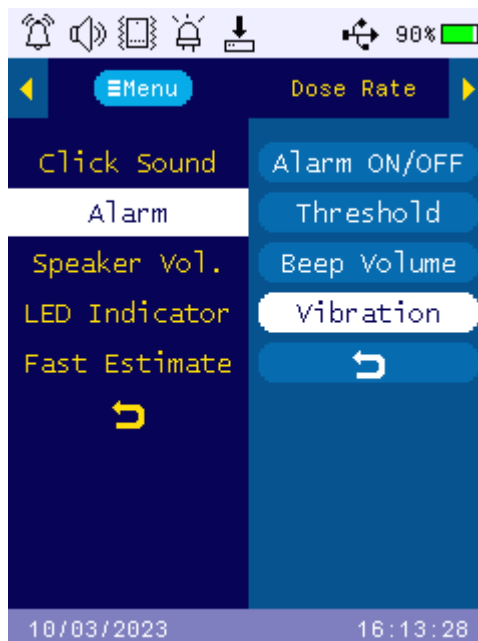 90%
≡Menu Dose Rate
Click Sound
Alarm
Speaker Vol.
LED Indicator
Fast Estimate
Alarm ON/OFF
Threshold
Beep Volume
Vibration
10/03/2023 16:13:28